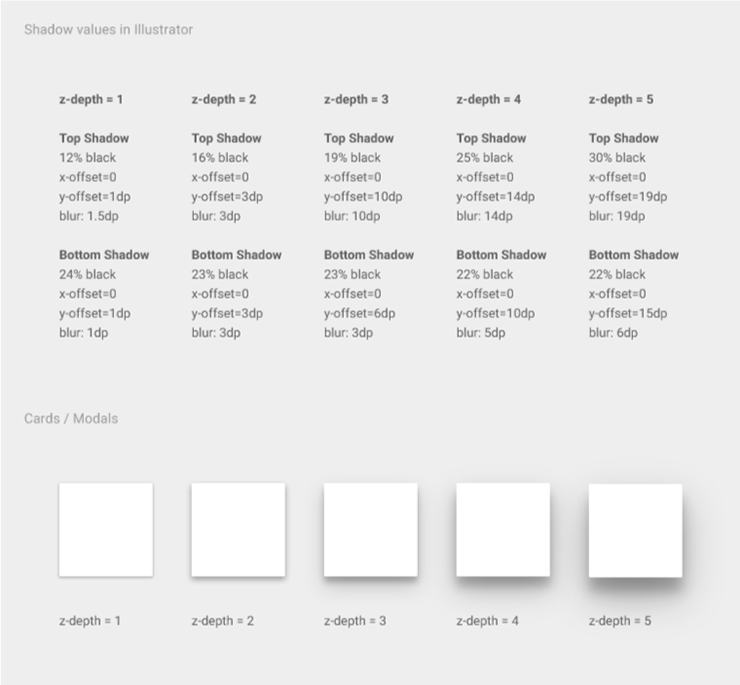 Shadow values in Illustrator
z-depth = 1
Top Shadow
12% black
x-offset=0
y-offset=1dp
blur: 1.5dp
Bottom Shadow
24% black
x-offset=0
y-offset=1dp
blur: 1dp
z-depth = 2
Top Shadow
16% black
x-offset=0
y-offset=3dp
blur: 3dp
Bottom Shadow
23% black
x-offset=0
y-offset=3dp
blur: 3dp
z-depth = 3
Top Shadow
19% black
x-offset=0
y-offset=10dp
blur: 10dp
Bottom Shadow
23% black
x-offset=0
y-offset=6dp
blur: 3dp
z-depth = 4
Top Shadow
25% black
x-offset=0
y-offset=14dp
blur: 14dp
Bottom Shadow
22% black
x-offset=0
y-offset=10dp
blur: 5dp
z-depth = 5
Top Shadow
30% black
x-offset=0
y-offset=19dp
blur: 19dp
Bottom Shadow
22% black
x-offset=0
y-offset=15dp
blur: 6dp
Cards / Modals
z-depth = 1
z-depth = 2
z-depth = 3
z-depth = 4
z-depth = 5